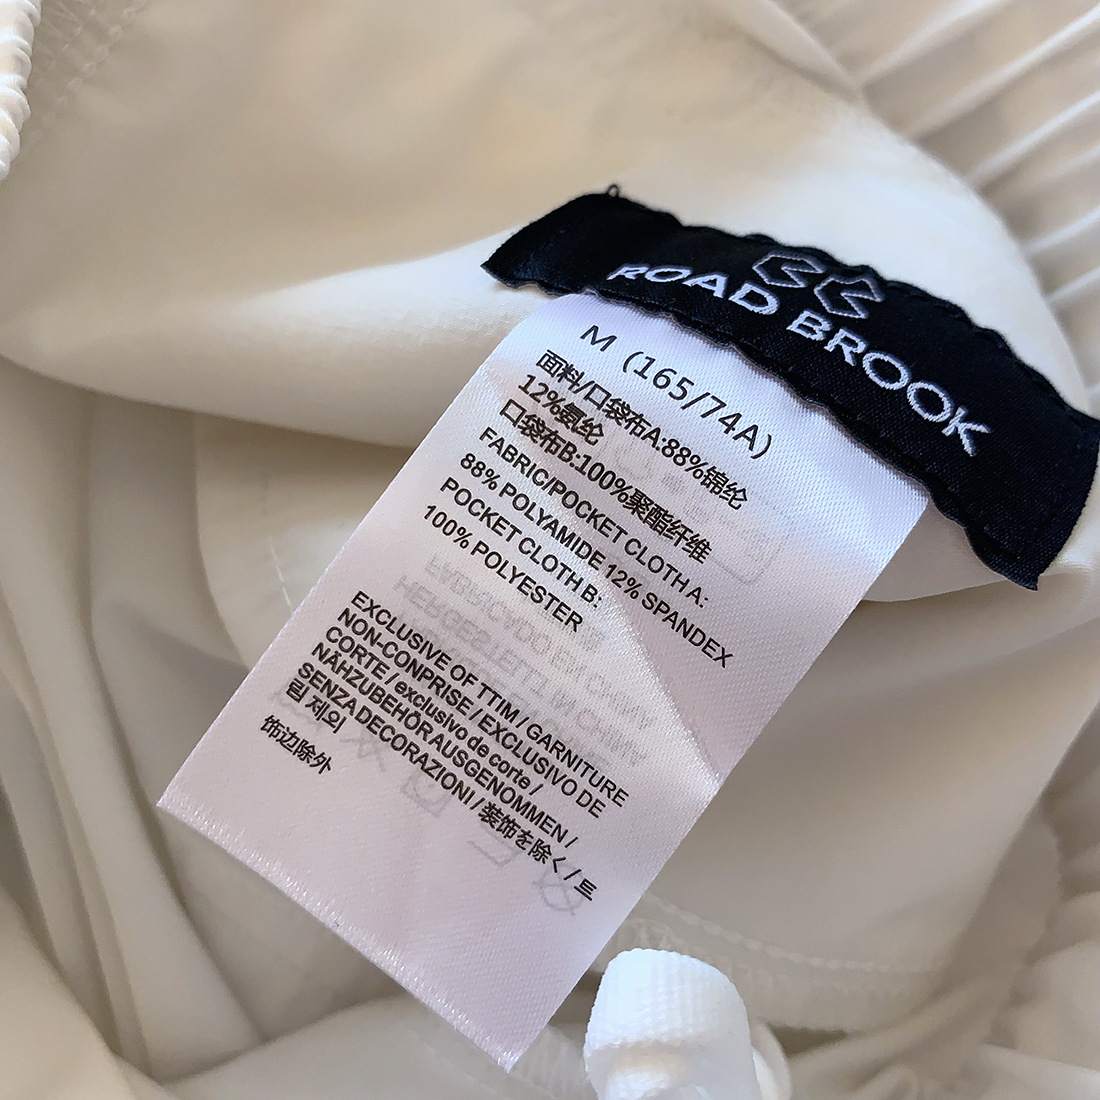 ROAD BROOK
M (165/74A)
面料/口袋布A:88%锦纶
12%氨纶
口袋布B:100%聚酯纤维
FABRIC/POCKET CLOTH A:
88% POLYAMIDE 12% SPANDEX
POCKET CLOTH B:
100% POLYESTER
EXCLUSIVE OF TTIM / GARNITURE
NON-CONPRISE / EXCLUSIVO DE
CORTE / exclusivo de corte /
NÄHZUBEHÖR AUSGENOMMEN /
SENZA DECORAZIONI / 装飾を除く / 트
림 제외
饰边除外